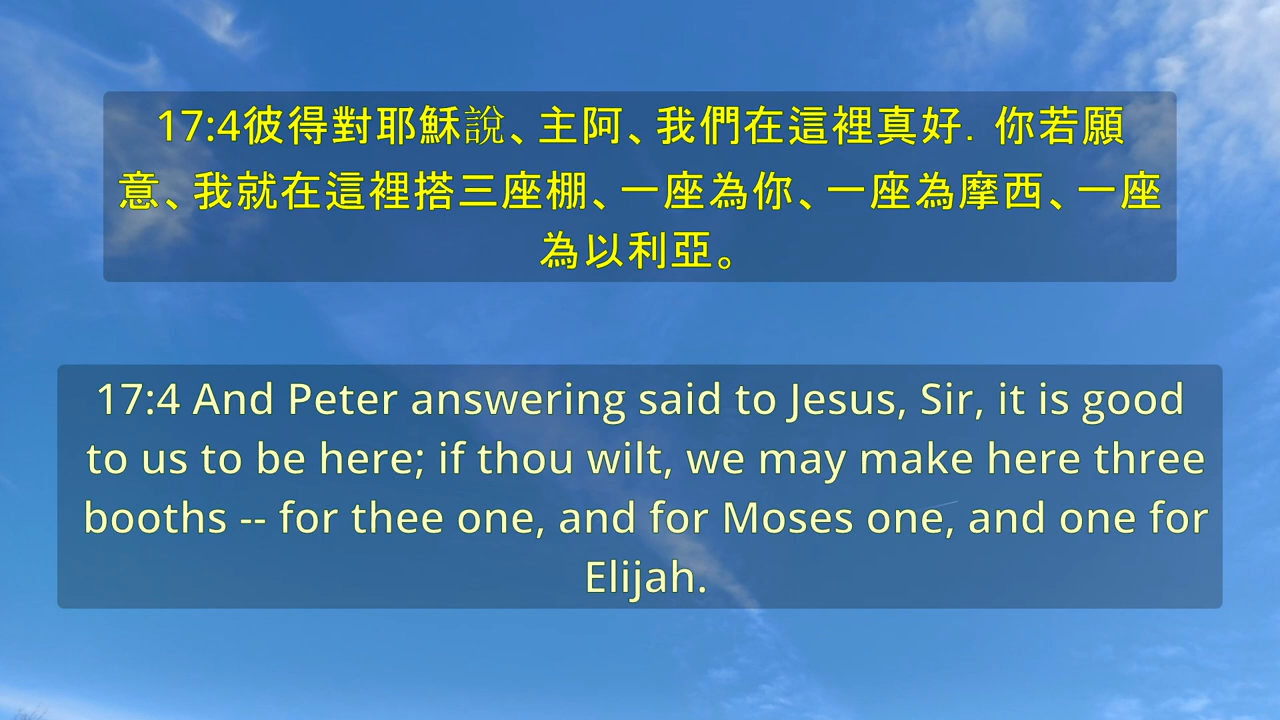 17:4彼得對耶穌說、主阿、我們在這裡真好．你若願
意、我就在這裡搭三座棚、一座為你、一座為摩西、一座
為以利亞。
17:4 And Peter answering said to Jesus, Sir, it is good
to us to be here; if thou wilt, we may make here three
booths -- for thee one, and for Moses one, and one for
Elijah.